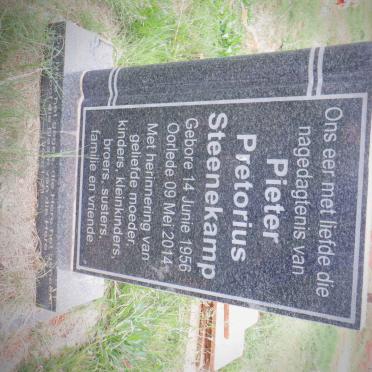 Ons eer met liefde die
nagedagtenis van
Pieter
Pretorius
Steenekamp
Gebore 14 Junie 1956
Oorlede 09 Mei 2014
Met herinnering van
geliefde moeder,
kinders, kleinkinders,
broers, susters,
familie en vriende.